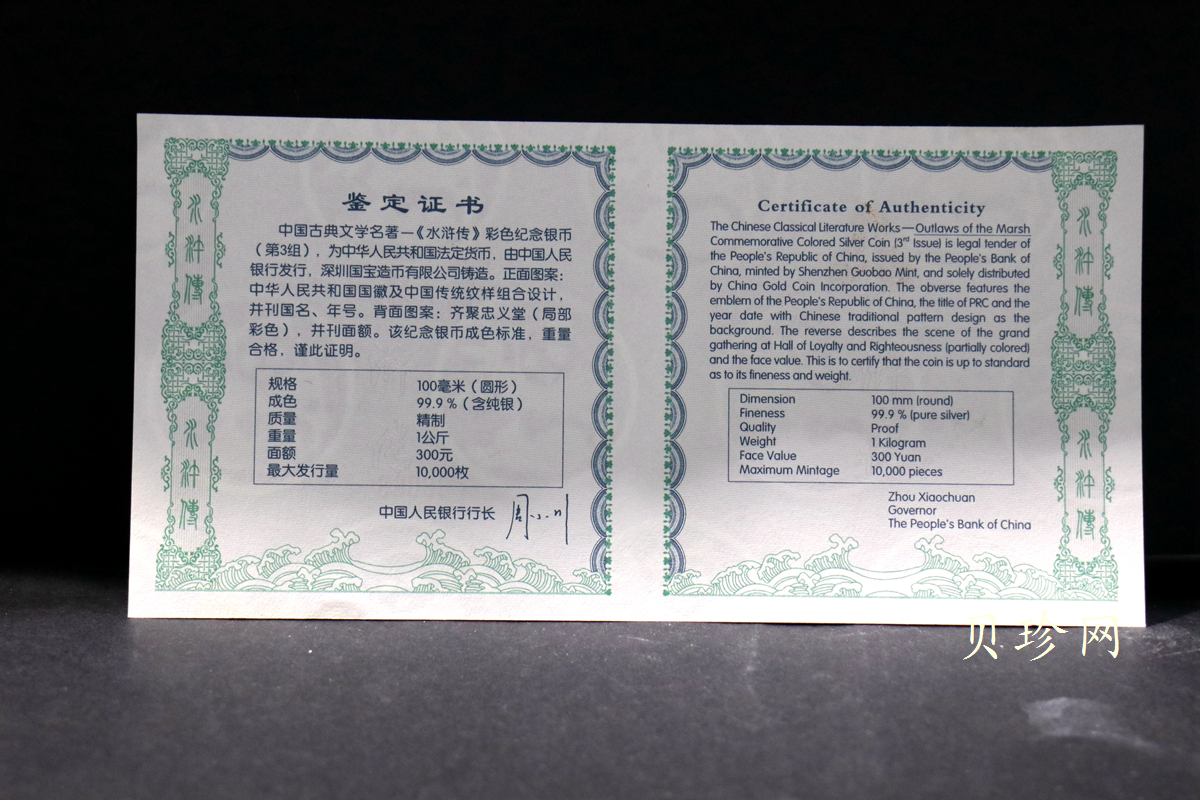 水浒傳
水浒傳
鉴定证书
中国古典文学名著—《水浒传》彩色纪念银币
（第3组），为中华人民共和国法定货币，由中国人民
银行发行，深圳国宝造币有限公司铸造。正面图案：
中华人民共和国国徽及中国传统纹样组合设计，
并刊国名、年号。背面图案：齐聚忠义堂（局部
彩色），并刊面额。该纪念银币成色标准，重量
合格，谨此证明。
规格 100毫米（圆形）
成色 99.9％（含纯银）
质量 精制
重量 1公斤
面额 300元
最大发行量 10,000枚
中国人民银行行长 周小川
Certificate of Authenticity
The Chinese Classical Literature Works—Outlaws of the Marsh
Commemorative Colored Silver Coin (3rd Issue) is legal tender of
the People's Republic of China, issued by the People's Bank of
China, minted by Shenzhen Guobao Mint, and solely distributed
by China Gold Coin Incorporation. The obverse features the
emblem of the People's Republic of China, the title of PRC and the
year date with Chinese traditional pattern design as the
background. The reverse describes the scene of the grand
gathering at Hall of Loyalty and Righteousness (partially colored)
and the face value. This is to certify that the coin is up to standard
as to its fineness and weight.
Dimension 100 mm (round)
Fineness 99.9 % (pure silver)
Quality Proof
Weight 1 Kilogram
Face Value 300 Yuan
Maximum Mintage 10,000 pieces
Zhou Xiaochuan
Governor
The People's Bank of China
水浒傳
水浒傳
贝珍网